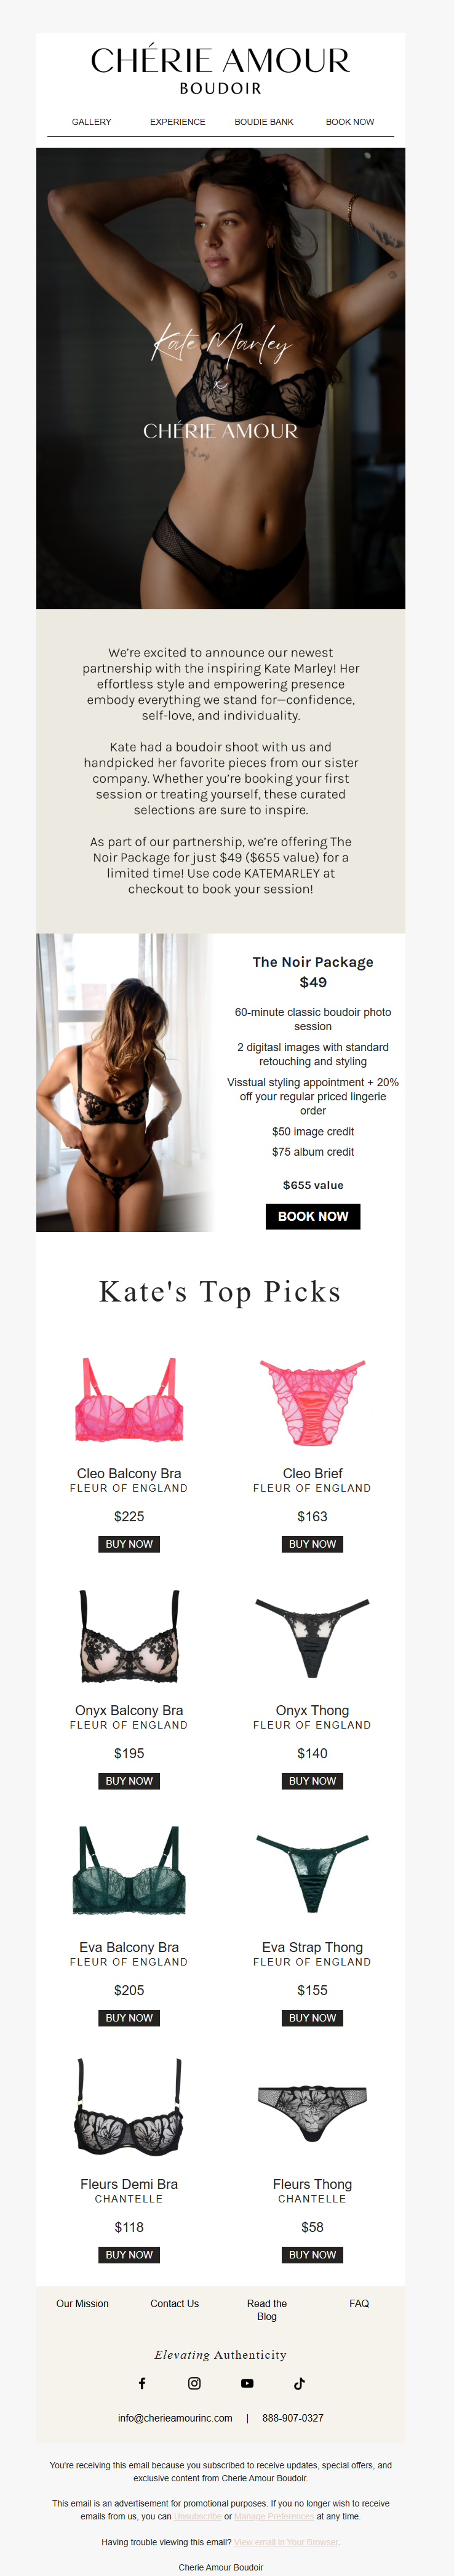 CHÉRIE AMOUR
BOUDOIR
GALLERY EXPERIENCE BOUDIE BANK BOOK NOW
Kate Marley
x
CHÉRIE AMOUR
We're excited to announce our newest
partnership with the inspiring Kate Marley! Her
effortless style and empowering presence
embody everything we stand for—confidence,
self-love, and individuality.
Kate had a boudoir shoot with us and
handpicked her favorite pieces from our sister
company. Whether you're booking your first
session or treating yourself, these curated
selections are sure to inspire.
As part of our partnership, we're offering The
Noir Package for just $49 ($655 value) for a
limited time! Use code KATEMARLEY at
checkout to book your session!
The Noir Package
$49
60-minute classic boudoir photo
session
2 digitasl images with standard
retouching and styling
Visstual styling appointment + 20%
off your regular priced lingerie
order
$50 image credit
$75 album credit
$655 value
BOOK NOW
Kate's Top Picks
Cleo Balcony Bra
FLEUR OF ENGLAND
$225
BUY NOW
Cleo Brief
FLEUR OF ENGLAND
$163
BUY NOW
Onyx Balcony Bra
FLEUR OF ENGLAND
$195
BUY NOW
Onyx Thong
FLEUR OF ENGLAND
$140
BUY NOW
Eva Balcony Bra
FLEUR OF ENGLAND
$205
BUY NOW
Eva Strap Thong
FLEUR OF ENGLAND
$155
BUY NOW
Fleurs Demi Bra
CHANTELLE
$118
BUY NOW
Fleurs Thong
CHANTELLE
$58
BUY NOW
Our Mission
Contact Us
Read the
Blog
FAQ
Elevating Authenticity
info@cherieamourinc.com | 888-907-0327
You're receiving this email because you subscribed to receive updates, special offers, and
exclusive content from Cherie Amour Boudoir.
This email is an advertisement for promotional purposes. If you no longer wish to receive
emails from us, you can Unsubscribe or Manage Preferences at any time.
Having trouble viewing this email? View email in Your Browser.
Cherie Amour Boudoir